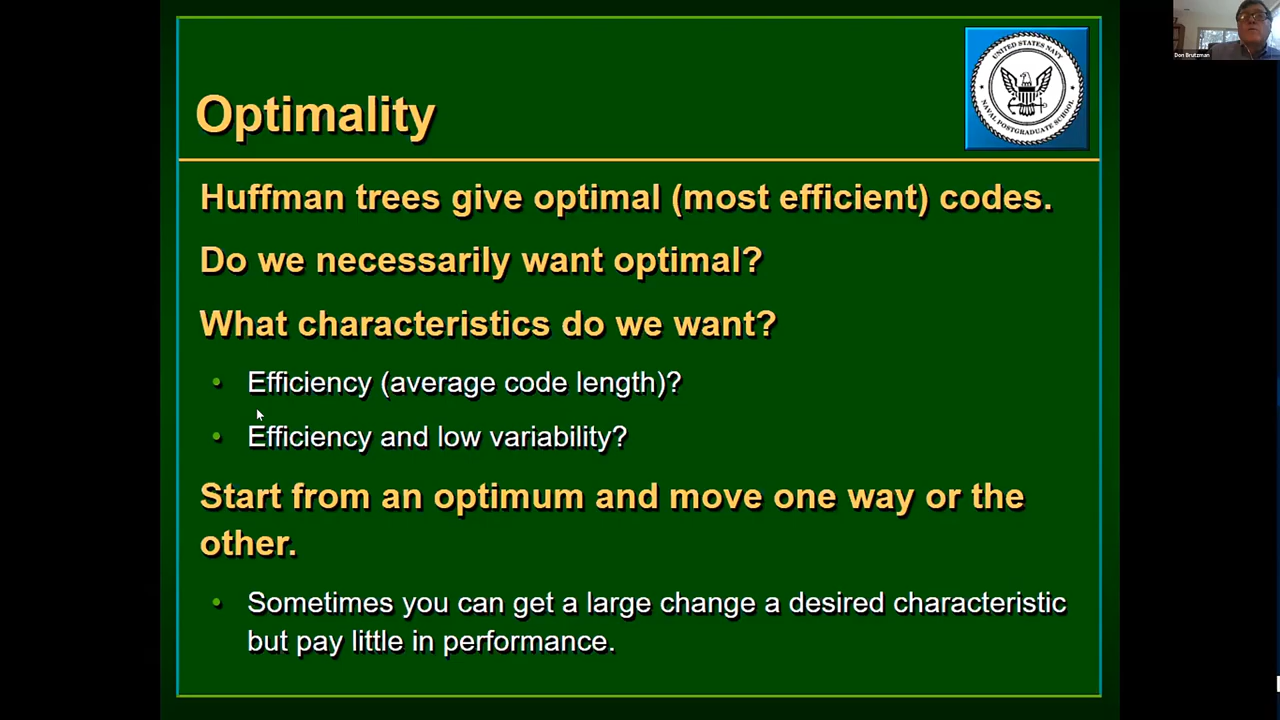 Optimality
UNITED STATES NAVY
NAVAL POSTGRADUATE SCHOOL
Don Brutzman
Huffman trees give optimal (most efficient) codes.
Do we necessarily want optimal?
What characteristics do we want?
• Efficiency (average code length)?
• Efficiency and low variability?
Start from an optimum and move one way or the
other.
• Sometimes you can get a large change a desired characteristic
but pay little in performance.